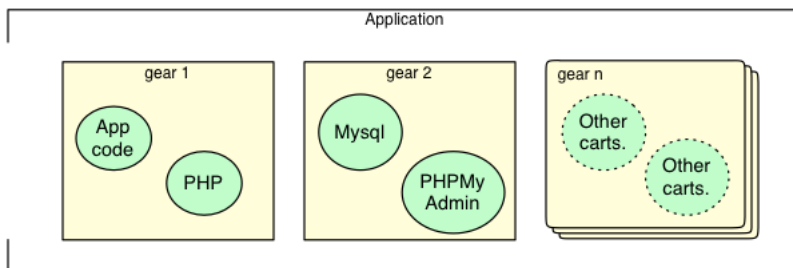 Application
gear 1
App
code
PHP
gear 2
Mysql
PHPMy
Admin
gear n
Other
carts.
Other
carts.